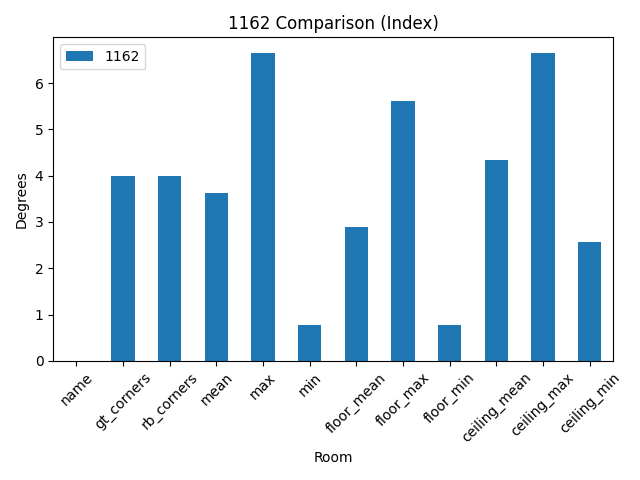 1162 Comparison (Index)
1162
Degrees
6
5
4
3
2
1
0
name
gt_corners
rb_corners
mean
max
min
floor_mean
floor_max
floor_min
ceiling_mean
ceiling_max
ceiling_min
Room